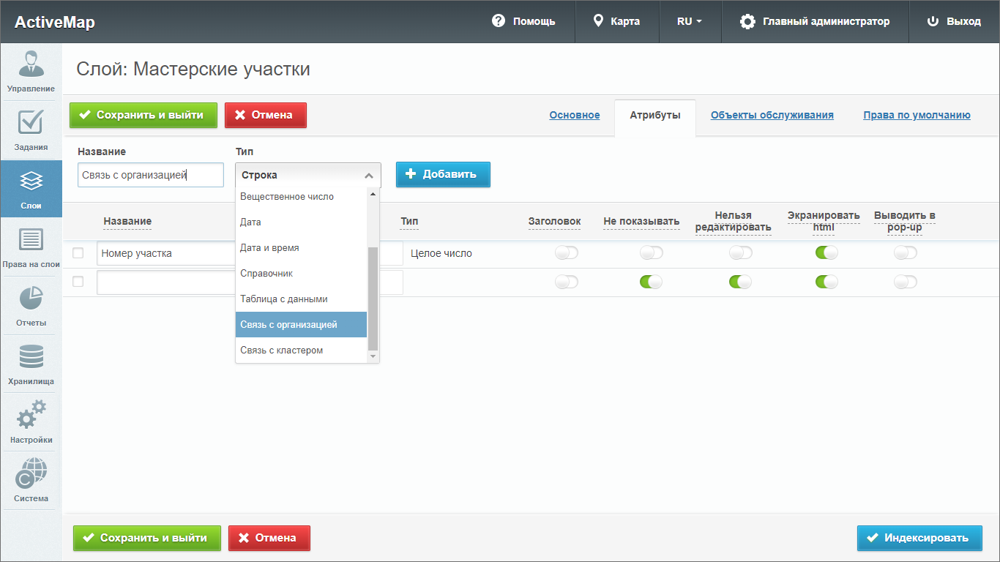 ActiveMap
Помощь
Карта
RU
Главный администратор
Выход
Управление
Задания
Слои
Права на слои
Отчеты
Хранилища
Настройки
Система
Слой: Мастерские участки
Сохранить и выйти
Отмена
Основное
Атрибуты
Объекты обслуживания
Права по умолчанию
Название
Тип
Связь с организацией
Строка
Добавить
Вещественное число
Дата
Дата и время
Справочник
Таблица с данными
Связь с организацией
Связь с кластером
Название
Тип
Заголовок
Не показывать
Нельзя
редактировать
Экранировать
html
Выводить в
pop-up
Номер участка
Целое число
Сохранить и выйти
Отмена
Индексировать